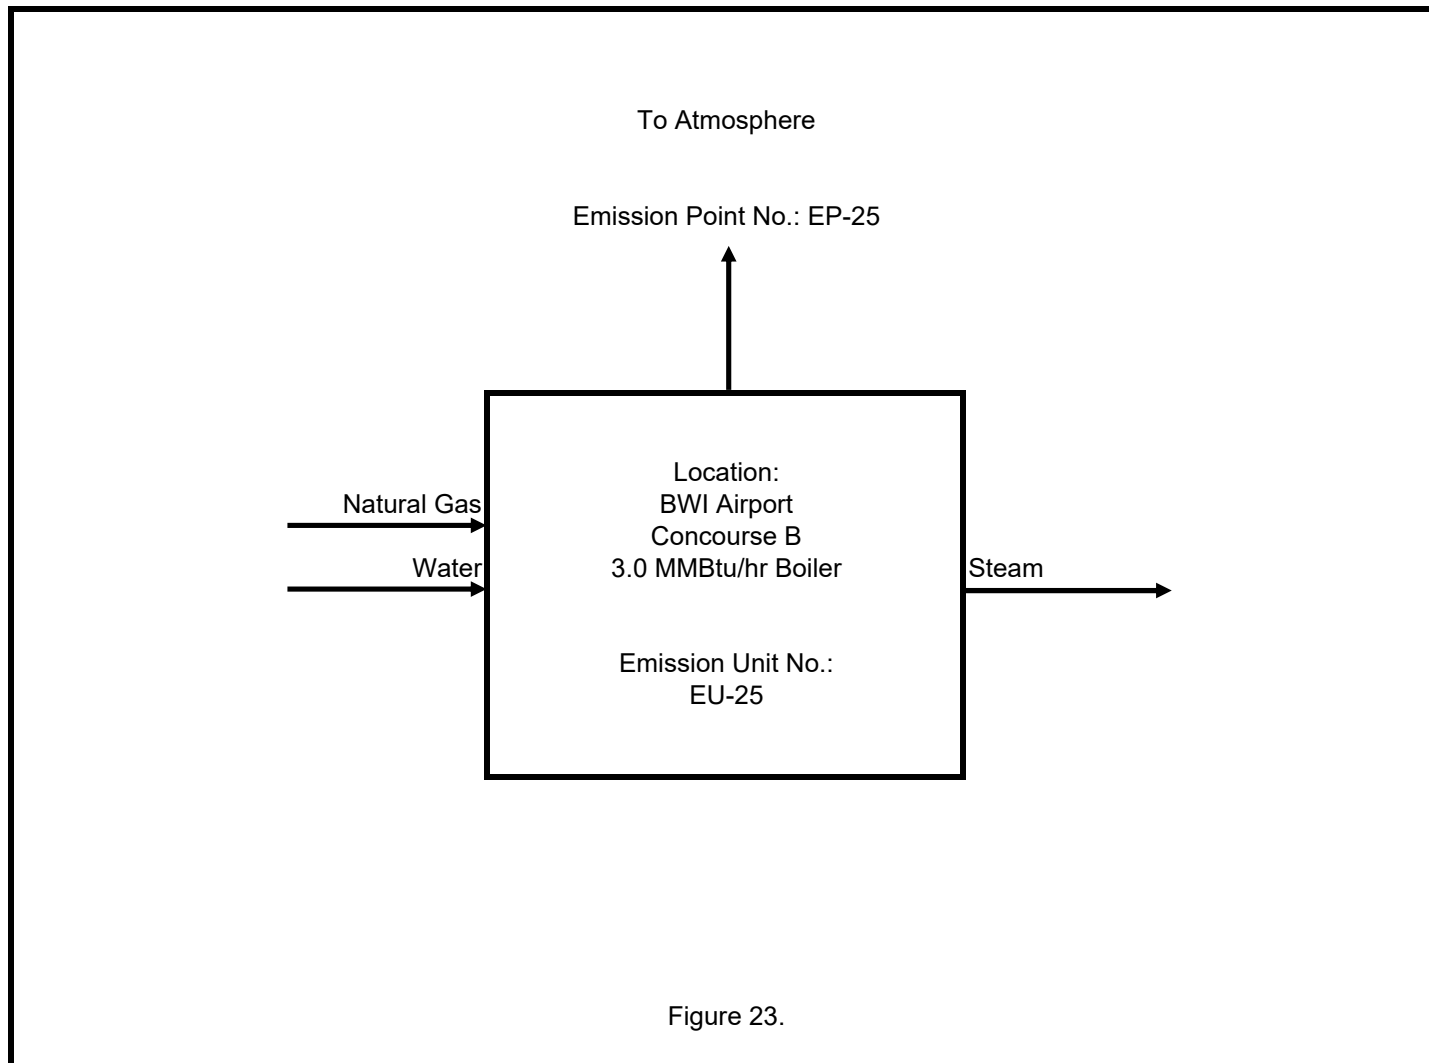 To Atmosphere
Emission Point No.: EP-25
Natural Gas
Water
Location:
BWI Airport
Concourse B
3.0 MMBtu/hr Boiler
Emission Unit No.:
EU-25
Steam
Figure 23.